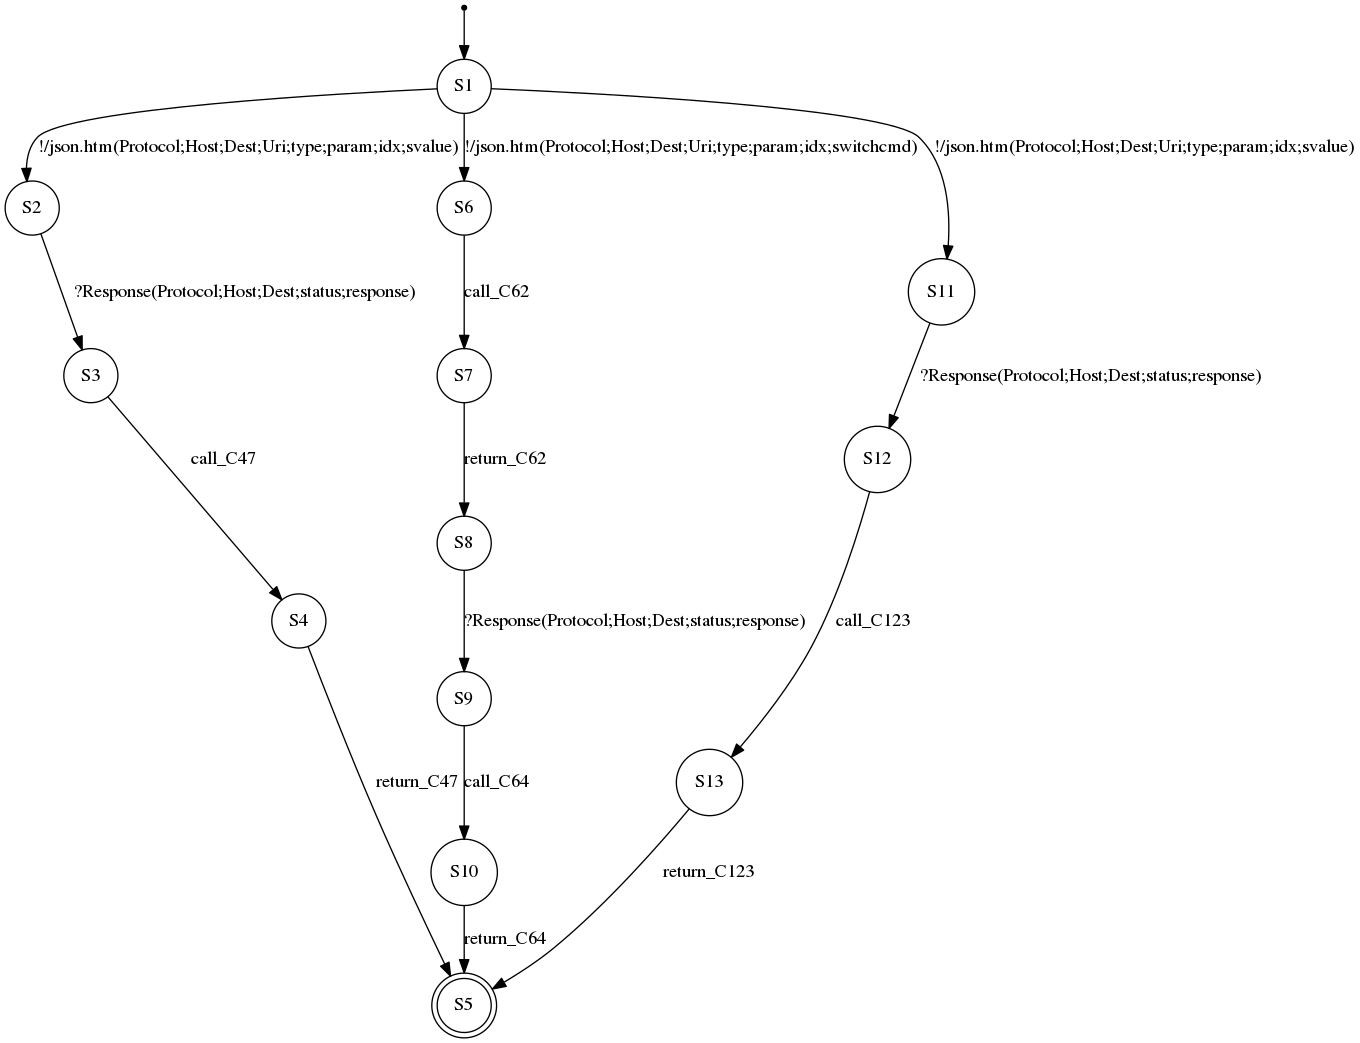 S1
!/json.htm(Protocol;Host;Dest;Uri;type;param;idx;svalue)
!/json.htm(Protocol;Host;Dest;Uri;type;param;idx;switchcmd)
!/json.htm(Protocol;Host;Dest;Uri;type;param;idx;svalue)
S2
S6
S11
?Response(Protocol;Host;Dest;status;response)
call_C62
S3
S7
?Response(Protocol;Host;Dest;status;response)
call_C47
return_C62
S12
S8
S4
?Response(Protocol;Host;Dest;status;response)
call_C123
S9
return_C47
call_C64
S13
S10
return_C123
return_C64
S5